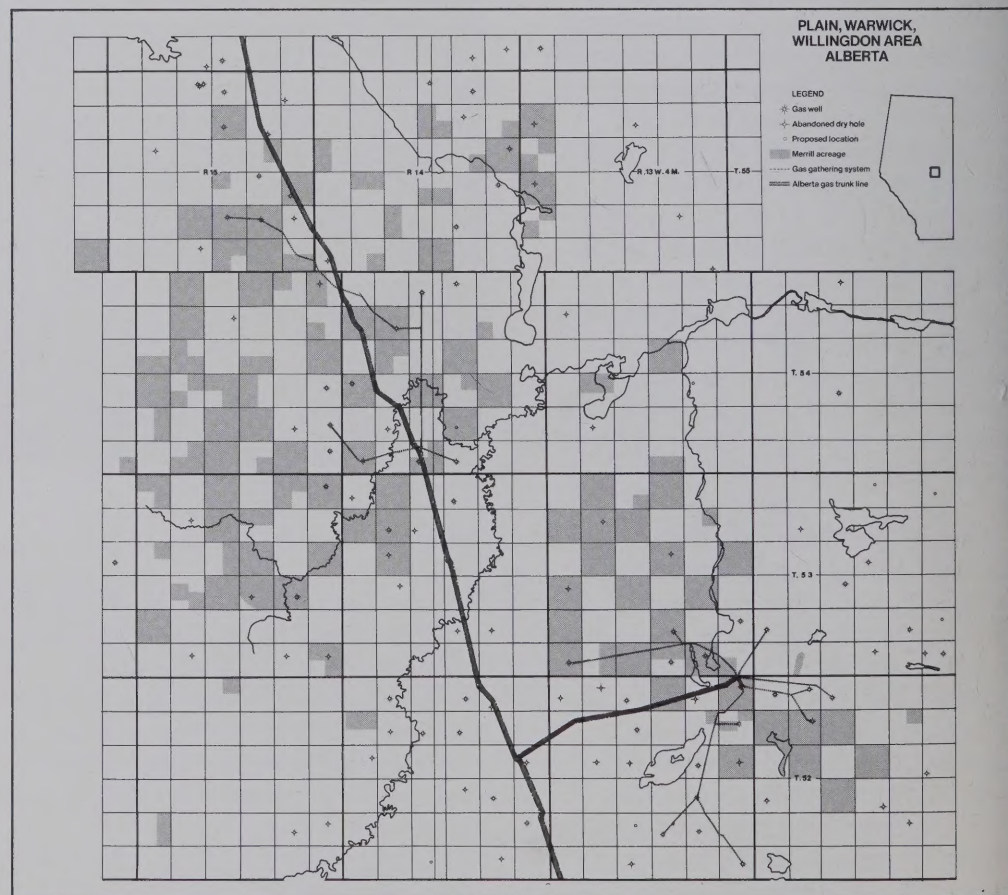 PLAIN, WARWICK,
WILLINGDON AREA
ALBERTA
LEGEND
Gas well
Abandoned dry hole
Proposed location
Merrill acreage
Gas gathering system
Alberta gas trunk line
R 15
R 14
R. 13 W. 4 M.
T. 55
T. 54
T. 53
T. 52